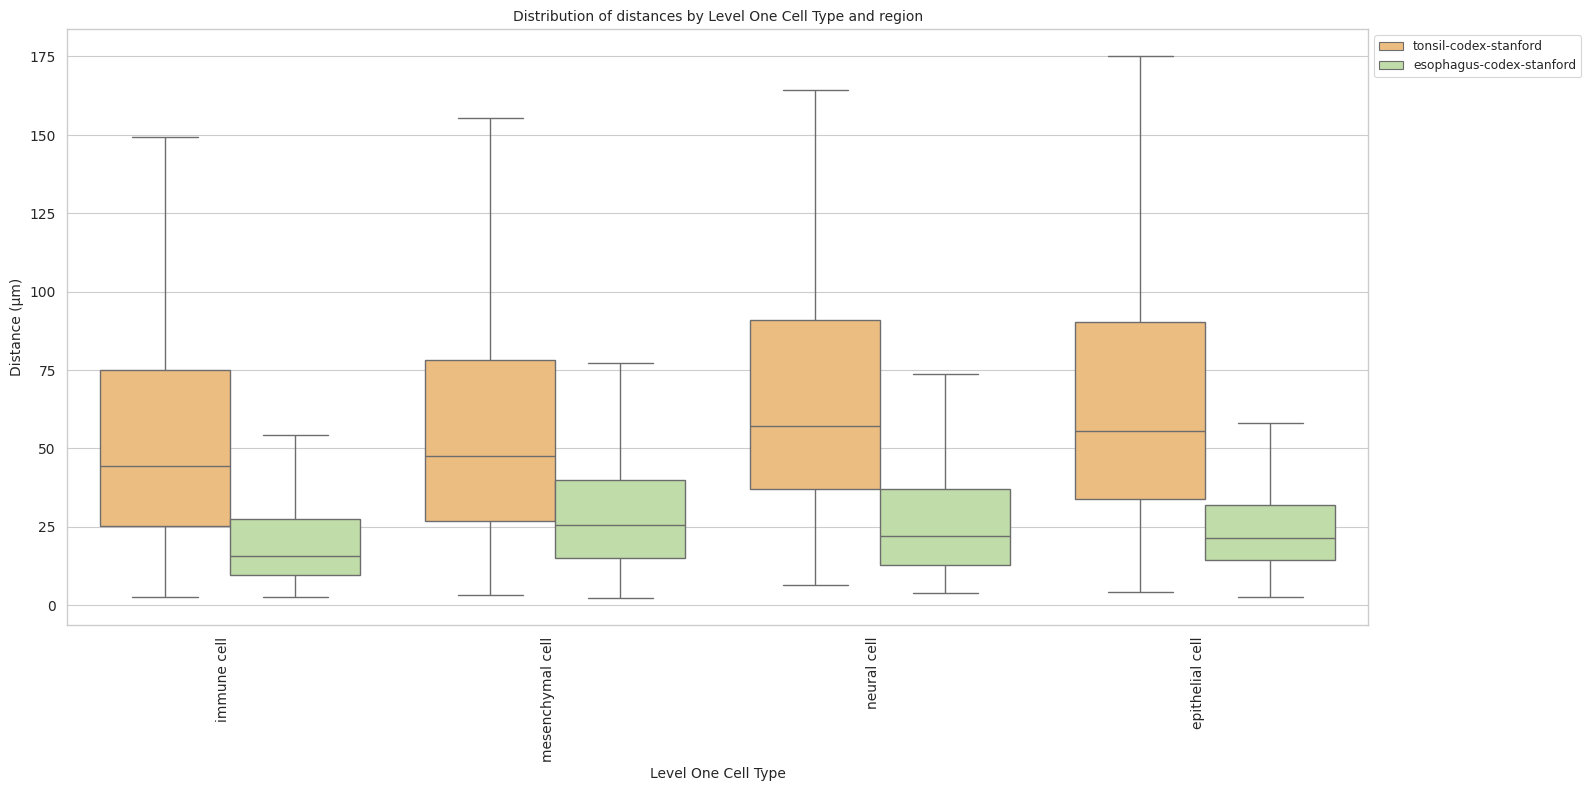 Distribution of distances by Level One Cell Type and region
tonsil-codex-stanford
esophagus-codex-stanford
Distance (μm)
175
150
125
100
75
50
25
0
immune cell
mesenchymal cell
neural cell
epithelial cell
Level One Cell Type